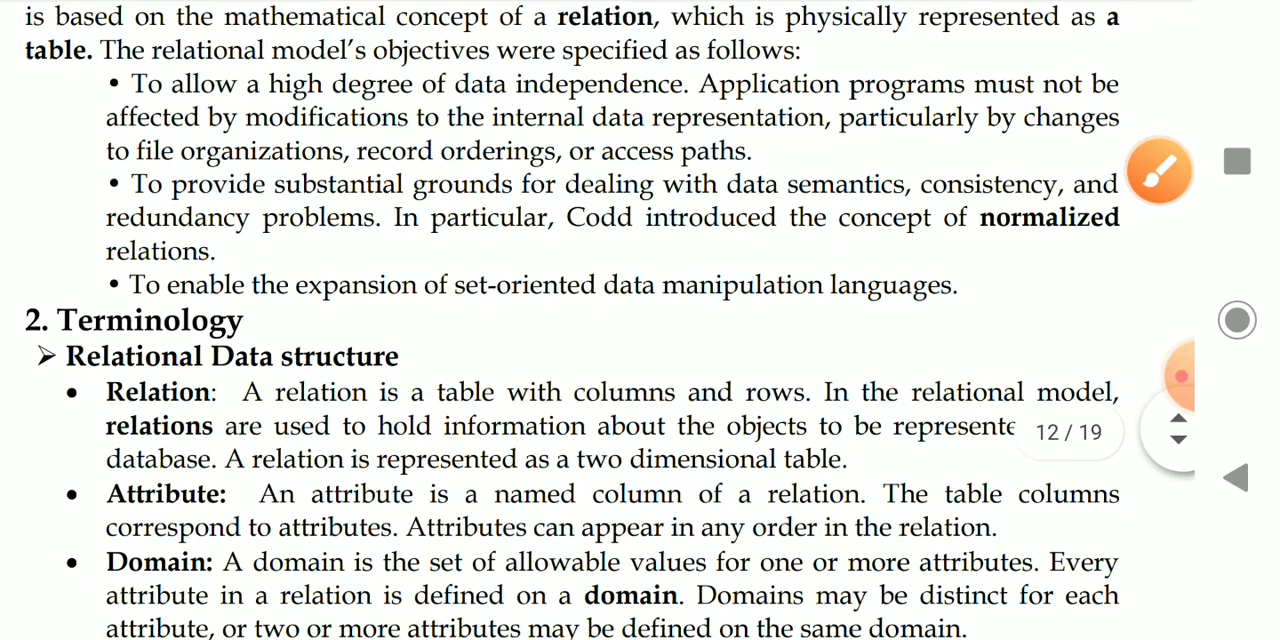 is based on the mathematical concept of a relation, which is physically represented as a
table. The relational model's objectives were specified as follows:
• To allow a high degree of data independence. Application programs must not be
affected by modifications to the internal data representation, particularly by changes
to file organizations, record orderings, or access paths.
• To provide substantial grounds for dealing with data semantics, consistency, and
redundancy problems. In particular, Codd introduced the concept of normalized
relations.
• To enable the expansion of set-oriented data manipulation languages.
2. Terminology
➢ Relational Data structure
• Relation: A relation is a table with columns and rows. In the relational model,
relations are used to hold information about the objects to be represente
12 / 19
database. A relation is represented as a two dimensional table.
• Attribute: An attribute is a named column of a relation. The table columns
correspond to attributes. Attributes can appear in any order in the relation.
• Domain: A domain is the set of allowable values for one or more attributes. Every
attribute in a relation is defined on a domain. Domains may be distinct for each
attribute, or two or more attributes may be defined on the same domain.